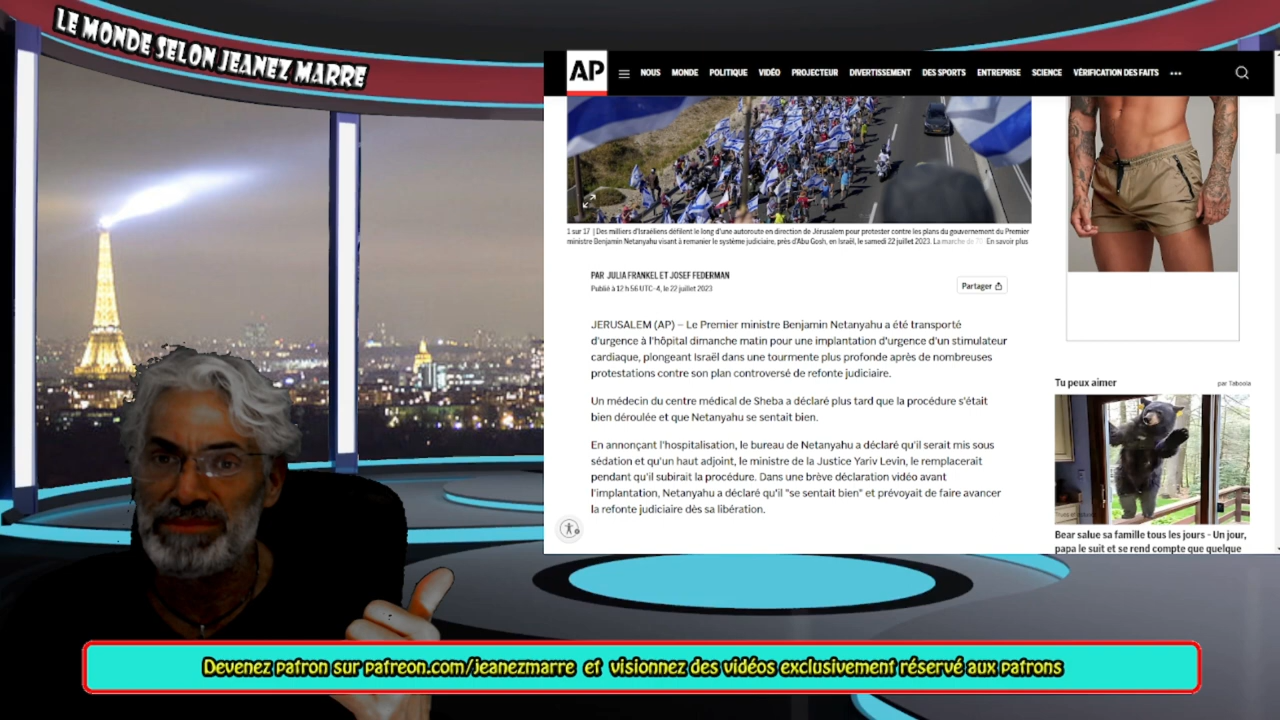 LE MONDE SELON JEANEZ MARRE
AP
NOUS MONDE POLITIQUE VIDÉO PROJECTEUR DIVERTISSEMENT DES SPORTS ENTREPRISE SCIENCE VÉRIFICATION DES FAITS
1 sur 17 | Des milliers d'Israéliens défilent le long d'une autoroute en direction de Jérusalem pour protester contre les plans du gouvernement du Premier
ministre Benjamin Netanyahu visant à remanier le système judiciaire, près d'Abu Gosh, en Israël, le samedi 22 juillet 2023. La marche de En savoir plus
PAR JULIA FRANKEL ET JOSEF FEDERMAN
Publié à 12 h 56 UTC−4, le 22 juillet 2023
Partager
JERUSALEM (AP) – Le Premier ministre Benjamin Netanyahu a été transporté
d'urgence à l'hôpital dimanche matin pour une implantation d'urgence d'un stimulateur
cardiaque, plongeant Israël dans une tourmente plus profonde après de nombreuses
protestations contre son plan controversé de refonte judiciaire.
Un médecin du centre médical de Sheba a déclaré plus tard que la procédure s'était
bien déroulée et que Netanyahu se sentait bien.
En annonçant l'hospitalisation, le bureau de Netanyahu a déclaré qu'il serait mis sous
sédation et qu'un haut adjoint, le ministre de la Justice Yariv Levin, le remplacerait
pendant qu'il subirait la procédure. Dans une brève déclaration vidéo avant
l'implantation, Netanyahu a déclaré qu'il "se sentait bien" et prévoyait de faire avancer
la refonte judiciaire dès sa libération.
Tu peux aimer
par Taboola
Bear salue sa famille tous les jours - Un jour,
papa le suit et se rend compte que quelque
Devenez patron sur patreon.com/jeanezmarre et visionnez des vidéos exclusivement réservé aux patrons